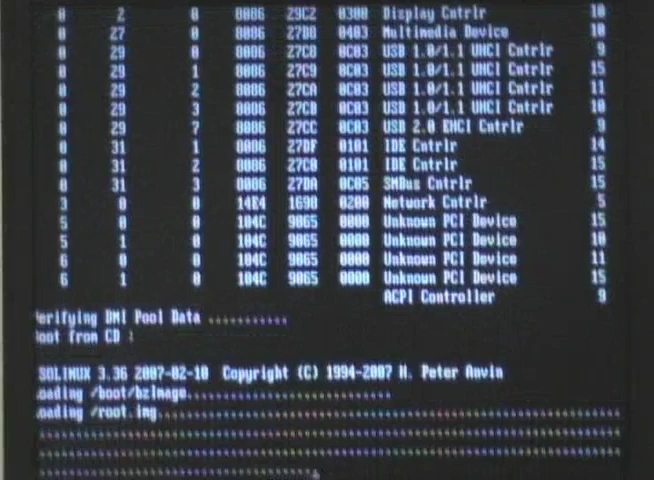 0 2 0 8086 29C2 0300 Display Cntrlr 10
0 27 0 8086 27D8 0403 Multimedia Device 10
0 29 0 8086 27C8 0C03 USB 1.0/1.1 UHCI Cntrlr 9
0 29 1 8086 27C9 0C03 USB 1.0/1.1 UHCI Cntrlr 15
0 29 2 8086 27CA 0C03 USB 1.0/1.1 UHCI Cntrlr 11
0 29 3 8086 27CB 0C03 USB 1.0/1.1 UHCI Cntrlr 10
0 29 7 8086 27CC 0C03 USB 2.0 EHCI Cntrlr 9
0 31 1 8086 27DF 0101 IDE Cntrlr 14
0 31 2 8086 27C0 0101 IDE Cntrlr 15
0 31 3 8086 27DA 0C05 SMBus Cntrlr 15
3 0 0 14E4 1690 0200 Network Cntrlr 5
5 0 0 104C 9065 0000 Unknown PCI Device 15
5 1 0 104C 9065 0000 Unknown PCI Device 10
6 0 0 104C 9065 0000 Unknown PCI Device 11
6 1 0 104C 9065 0000 Unknown PCI Device 15
ACPI Controller 9
erifying DMI Pool Data ............
oot from CD :
SOLINUX 3.36 2007-02-10 Copyright (C) 1994-2007 H. Peter Anvin
oading /boot/bzImage..........................
oading /root.img